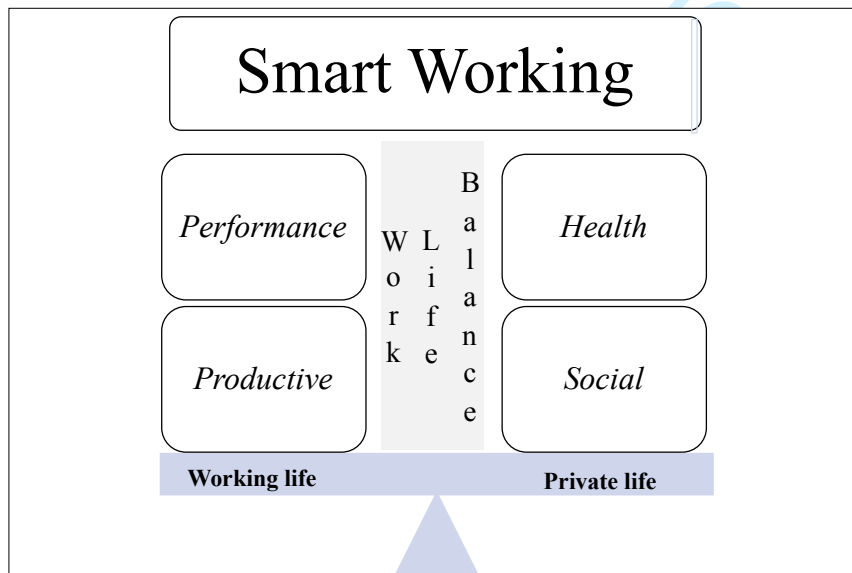 Smart Working
Performance
Productive
Work
Life
Balance
Health
Social
Working life
Private life